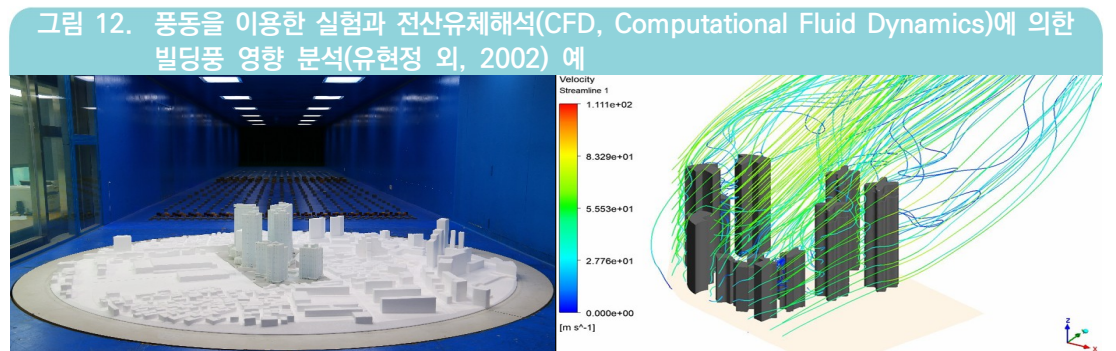 그림 12. 풍동을 이용한 실험과 전산유체해석(CFD, Computational Fluid Dynamics)에 의한
빌딩풍 영향 분석(유현정 외, 2002) 예
Velocity
Streamline 1
1.111e+02
8.329e+01
5.553e+01
2.776e+01
0.000e+00
[m s^-1]
Z
X